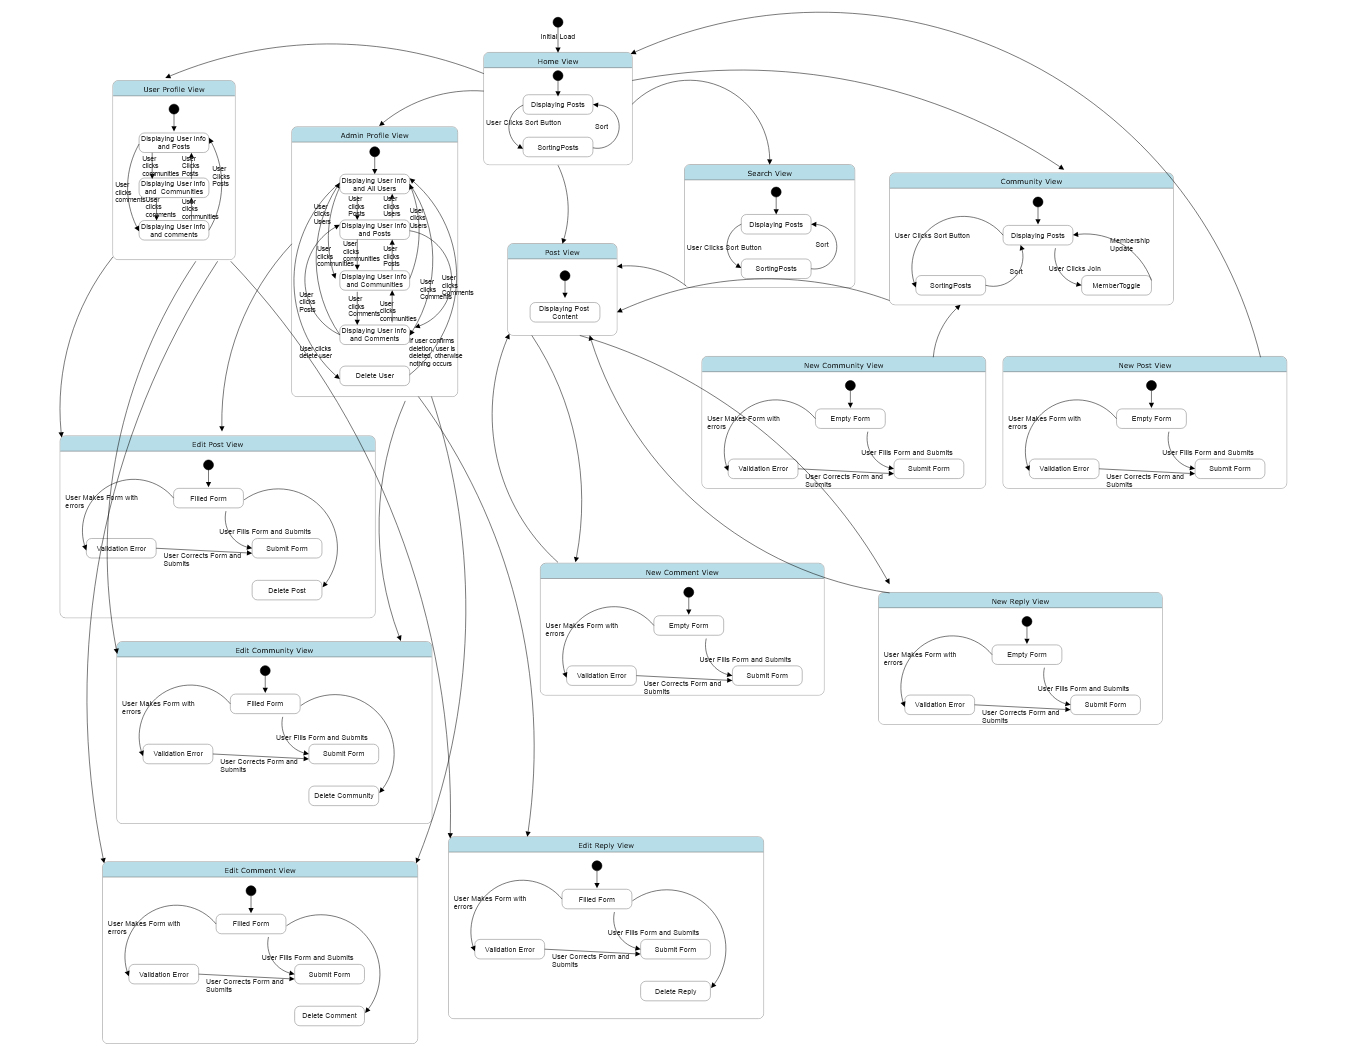 Initial Load
Home View
Displaying Posts
User Clicks Sort Button
Sort
SortingPosts
User Profile View
Displaying User Info
and Posts
User
clicks
communities
User
Clicks
Posts
User
Clicks
Posts
Displaying User Info
and Communities
User
clicks
comments
User
clicks
comments
User
clicks
communities
Displaying User Info
and comments
Admin Profile View
Displaying User Info
and All Users
User
clicks
Users
User
clicks
Posts
User
clicks
Users
User
clicks
Users
Displaying User Info
and Posts
User
clicks
communities
User
clicks
communities
User
clicks
Posts
Displaying User Info
and Communities
User
clicks
Comments
User
clicks
Comments
User
clicks
Posts
User
clicks
Comments
User
clicks
communities
Displaying User Info
and Comments
User clicks
delete user
If user confirms
deletion, user is
deleted, otherwise
nothing occurs
Delete User
Search View
Displaying Posts
User Clicks Sort Button
Sort
SortingPosts
Community View
Displaying Posts
User Clicks Sort Button
Membership
Update
Sort
User Clicks Join
SortingPosts
MemberToggle
Post View
Displaying Post
Content
New Community View
Empty Form
User Makes Form with
errors
User Fills Form and Submits
Validation Error
Submit Form
User Corrects Form and
Submits
New Post View
Empty Form
User Makes Form with
errors
User Fills Form and Submits
Validation Error
Submit Form
User Corrects Form and
Submits
Edit Post View
Filled Form
User Makes Form with
errors
User Fills Form and Submits
Validation Error
Submit Form
User Corrects Form and
Submits
Delete Post
New Comment View
Empty Form
User Makes Form with
errors
User Fills Form and Submits
Validation Error
Submit Form
User Corrects Form and
Submits
New Reply View
Empty Form
User Makes Form with
errors
User Fills Form and Submits
Validation Error
Submit Form
User Corrects Form and
Submits
Edit Community View
Filled Form
User Makes Form with
errors
User Fills Form and Submits
Validation Error
Submit Form
User Corrects Form and
Submits
Delete Community
Edit Comment View
Filled Form
User Makes Form with
errors
User Fills Form and Submits
Validation Error
Submit Form
User Corrects Form and
Submits
Delete Comment
Edit Reply View
Filled Form
User Makes Form with
errors
User Fills Form and Submits
Validation Error
Submit Form
User Corrects Form and
Submits
Delete Reply